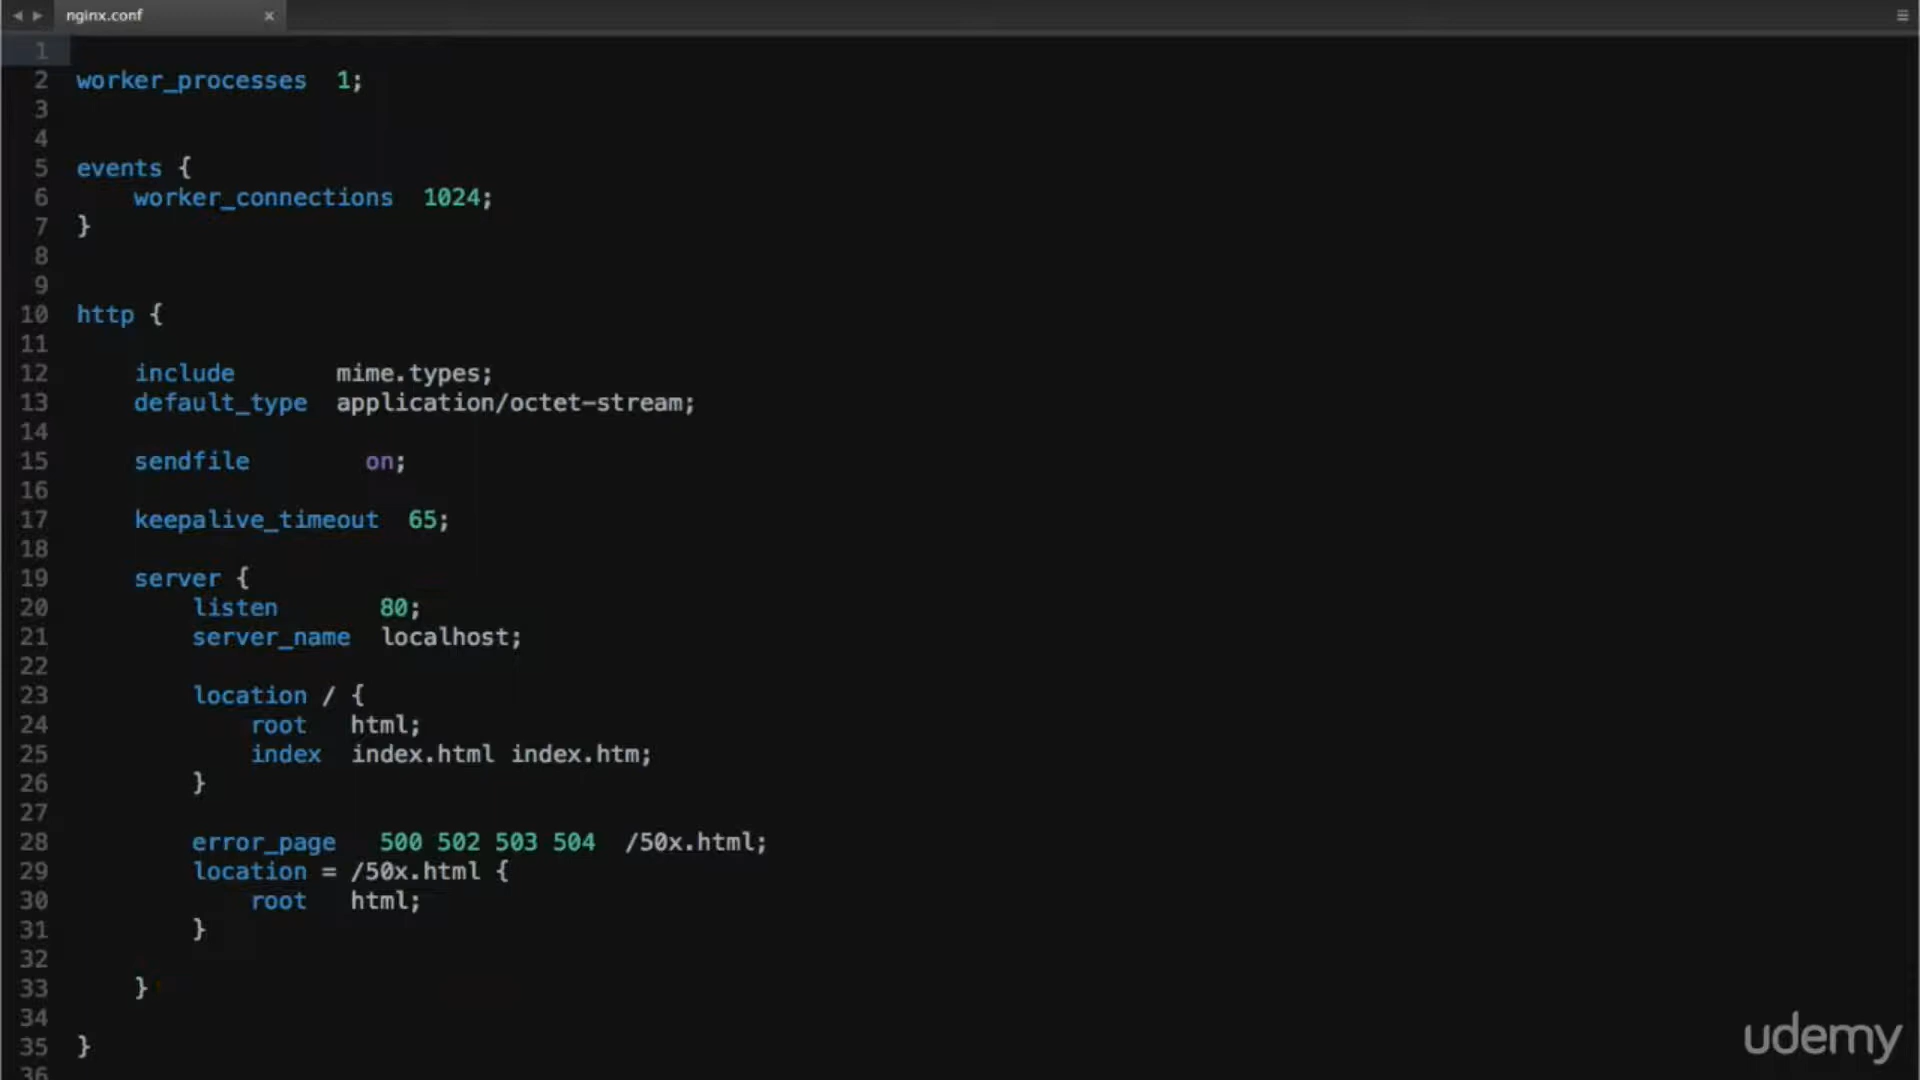 nginx.conf
1
2 worker_processes  1;
3
4
5 events {
6     worker_connections  1024;
7 }
8
9
10 http {
11
12     include       mime.types;
13     default_type  application/octet-stream;
14
15     sendfile        on;
16
17     keepalive_timeout  65;
18
19     server {
20         listen       80;
21         server_name  localhost;
22
23         location / {
24             root   html;
25             index  index.html index.htm;
26         }
27
28         error_page   500 502 503 504  /50x.html;
29         location = /50x.html {
30             root   html;
31         }
32
33     }
34
35 }
36
udemy